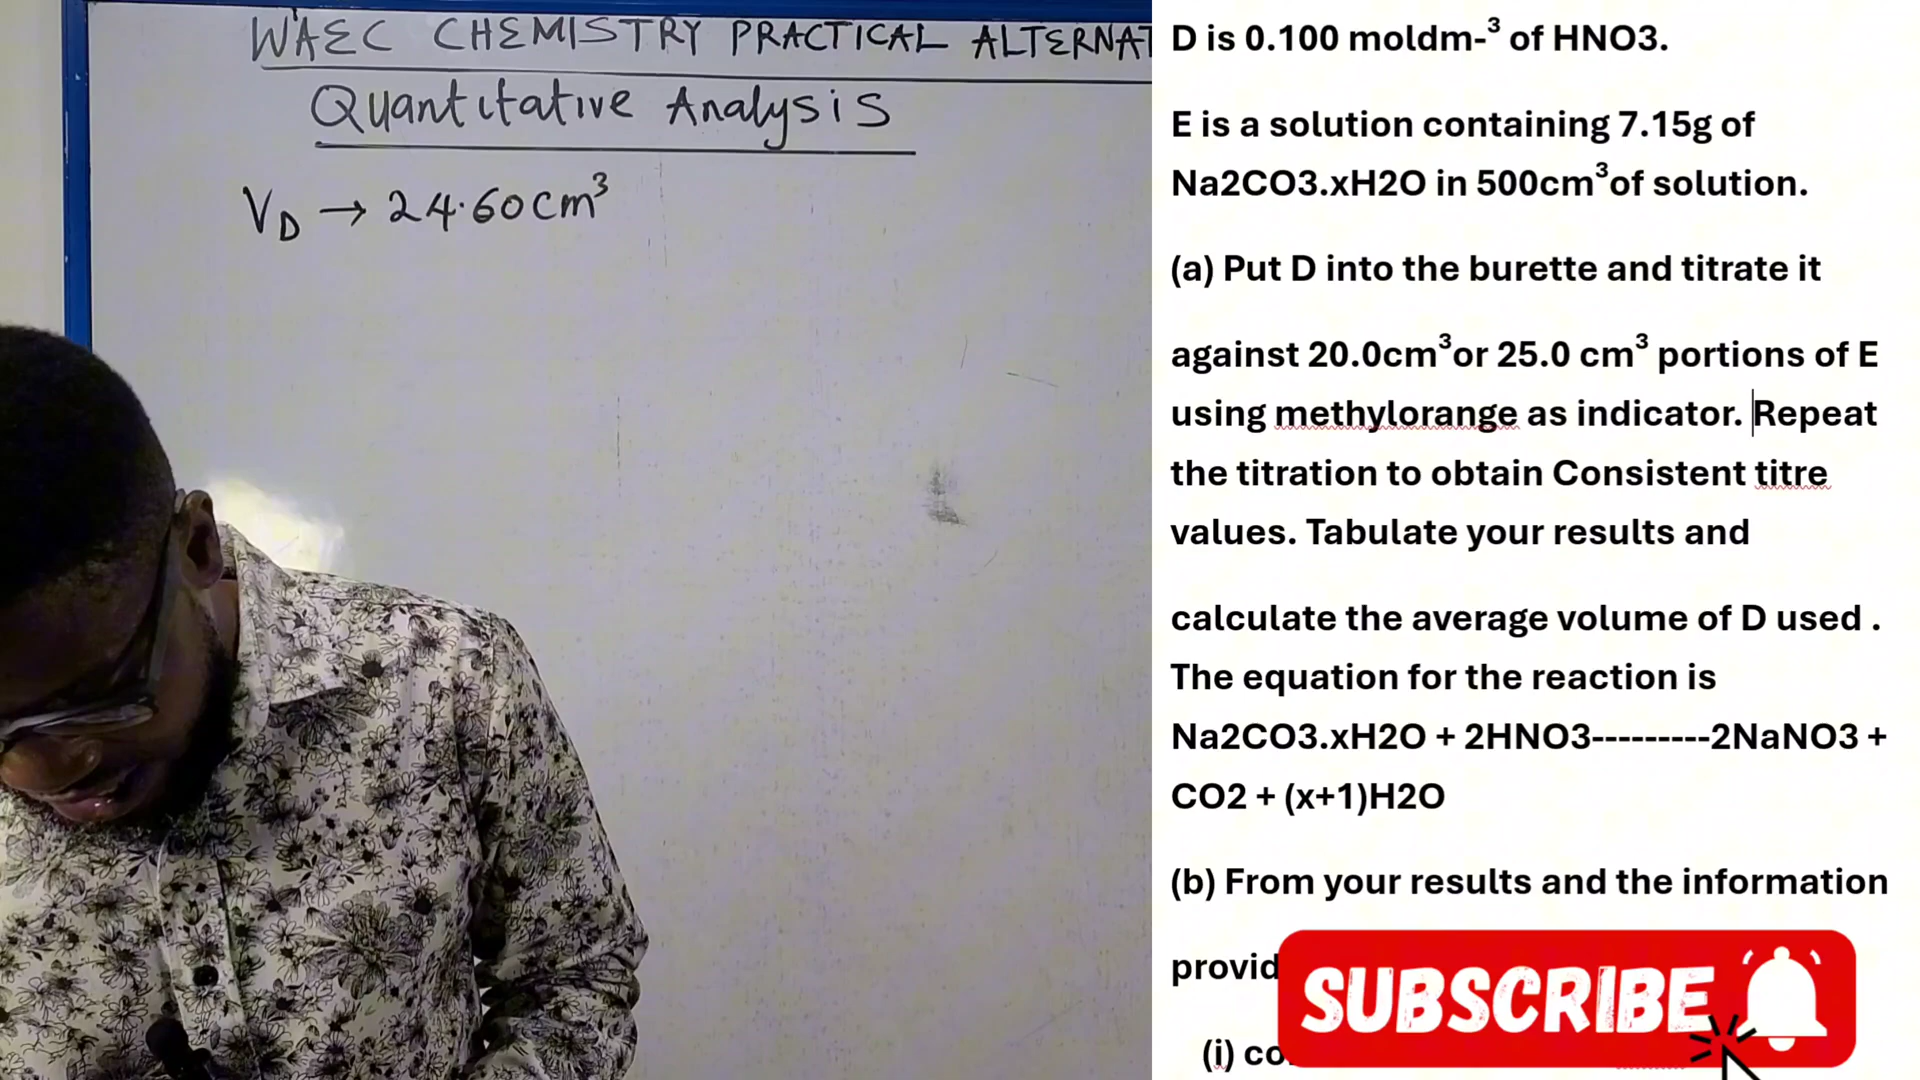 WAEC CHEMISTRY PRACTICAL ALTERNAT
Quantitative Analysis
V_D → 24.60cm³
D is 0.100 moldm-³ of HNO3.
E is a solution containing 7.15g of
Na2CO3.xH2O in 500cm³of solution.
(a) Put D into the burette and titrate it
against 20.0cm³or 25.0 cm³ portions of E
using methylorange as indicator. Repeat
the titration to obtain Consistent titre
values. Tabulate your results and
calculate the average volume of D used .
The equation for the reaction is
Na2CO3.xH2O + 2HNO3---------2NaNO3 +
CO2 + (x+1)H2O
(b) From your results and the information
provid
(i) co
SUBSCRIBE